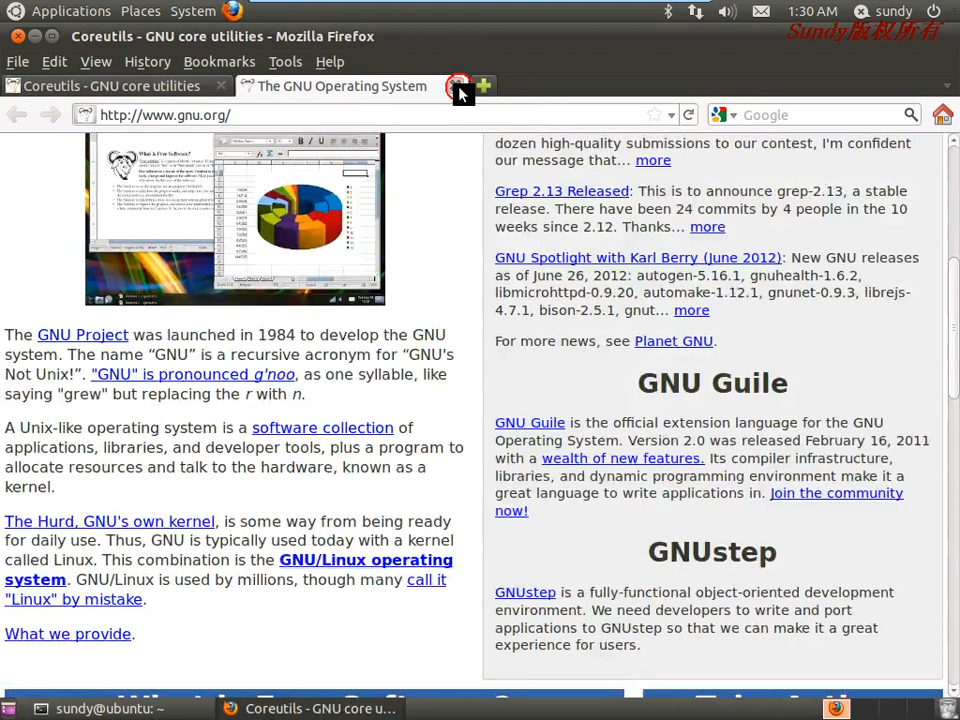 Applications Places System 1:30 AM sundy
Sundy版权所有
Coreutils - GNU core utilities - Mozilla Firefox
File Edit View History Bookmarks Tools Help
Coreutils - GNU core utilities The GNU Operating System
http://www.gnu.org/ Google
What is Free Software?
The GNU Project was launched in 1984 to develop the GNU
system. The name “GNU” is a recursive acronym for “GNU's
Not Unix!”. "GNU" is pronounced g'noo, as one syllable, like
saying "grew" but replacing the r with n.
A Unix-like operating system is a software collection of
applications, libraries, and developer tools, plus a program to
allocate resources and talk to the hardware, known as a
kernel.
The Hurd, GNU's own kernel, is some way from being ready
for daily use. Thus, GNU is typically used today with a kernel
called Linux. This combination is the GNU/Linux operating
system. GNU/Linux is used by millions, though many call it
"Linux" by mistake.
What we provide.
dozen high-quality submissions to our contest, I'm confident
our message that... more
Grep 2.13 Released: This is to announce grep-2.13, a stable
release. There have been 24 commits by 4 people in the 10
weeks since 2.12. Thanks... more
GNU Spotlight with Karl Berry (June 2012): New GNU releases
as of June 26, 2012: autogen-5.16.1, gnuhealth-1.6.2,
libmicrohttpd-0.9.20, automake-1.12.1, gnunet-0.9.3, librejs-
4.7.1, bison-2.5.1, gnut... more
For more news, see Planet GNU.
GNU Guile
GNU Guile is the official extension language for the GNU
Operating System. Version 2.0 was released February 16, 2011
with a wealth of new features. Its compiler infrastructure,
libraries, and dynamic programming environment make it a
great language to write applications in. Join the community
now!
GNUstep
GNUstep is a fully-functional object-oriented development
environment. We need developers to write and port
applications to GNUstep so that we can make it a great
experience for users.
sundy@ubuntu: ~ Coreutils - GNU core u...